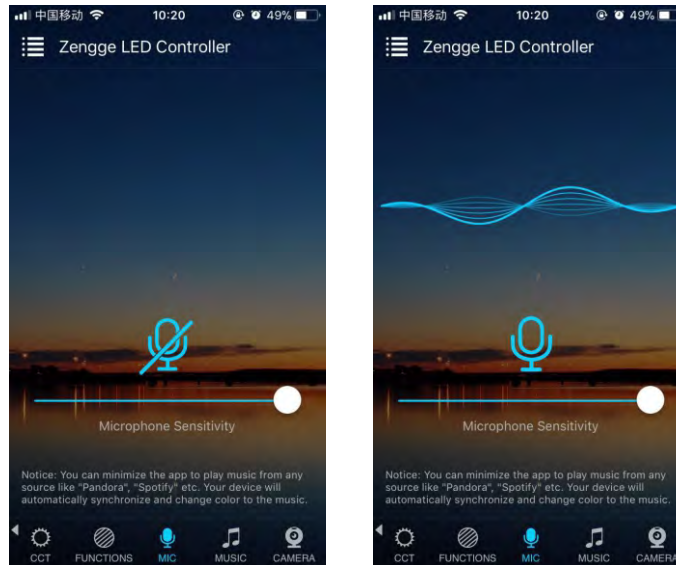 中国移动 10:20 49%
Zengge LED Controller
Microphone Sensitivity
Notice: You can minimize the app to play music from any
source like "Pandora", "Spotify" etc. Your device will
automatically synchronize and change color to the music.
CCT FUNCTIONS MIC MUSIC CAMERA
中国移动 10:20 49%
Zengge LED Controller
Microphone Sensitivity
Notice: You can minimize the app to play music from any
source like "Pandora", "Spotify" etc. Your device will
automatically synchronize and change color to the music.
CCT FUNCTIONS MIC MUSIC CAMERA